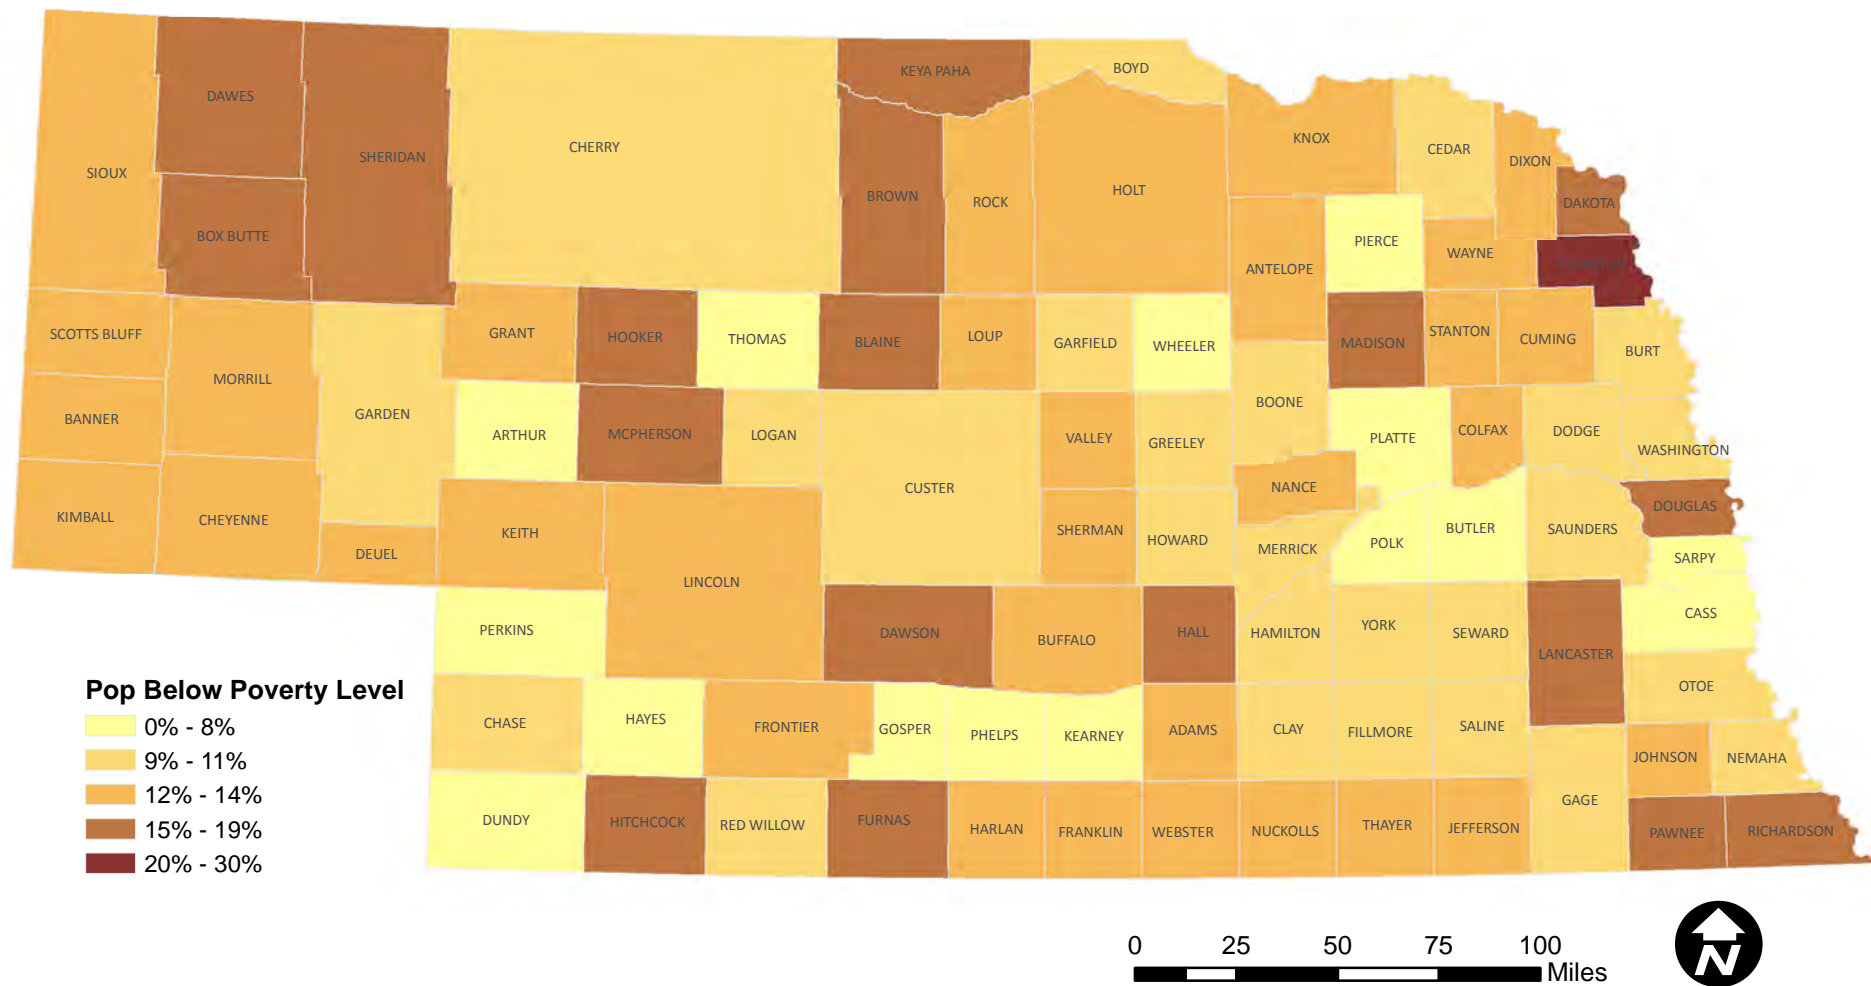 KEYA PAHA
BOYD
DAWES
SHERIDAN
CHERRY
KNOX
CEDAR
DIXON
SIOUX
BROWN
ROCK
HOLT
DAKOTA
BOX BUTTE
PIERCE
WAYNE
THURSTON
ANTELOPE
SCOTTS BLUFF
GRANT
HOOKER
THOMAS
BLAINE
LOUP
GARFIELD
WHEELER
MADISON
STANTON
CUMING
BURT
MORRILL
BANNER
GARDEN
ARTHUR
MCPHERSON
LOGAN
VALLEY
GREELEY
BOONE
PLATTE
COLFAX
DODGE
WASHINGTON
CUSTER
NANCE
DOUGLAS
KIMBALL
CHEYENNE
DEUEL
KEITH
LINCOLN
SHERMAN
HOWARD
MERRICK
POLK
BUTLER
SAUNDERS
SARPY
PERKINS
DAWSON
BUFFALO
HALL
HAMILTON
YORK
SEWARD
LANCASTER
CASS
OTOE
CHASE
HAYES
FRONTIER
GOSPER
PHELPS
KEARNEY
ADAMS
CLAY
FILLMORE
SALINE
JOHNSON
NEMAHA
DUNDY
HITCHCOCK
RED WILLOW
FURNAS
HARLAN
FRANKLIN
WEBSTER
NUCKOLLS
THAYER
JEFFERSON
GAGE
PAWNEE
RICHARDSON
Pop Below Poverty Level
0% - 8%
9% - 11%
12% - 14%
15% - 19%
20% - 30%
0 25 50 75 100
Miles
N